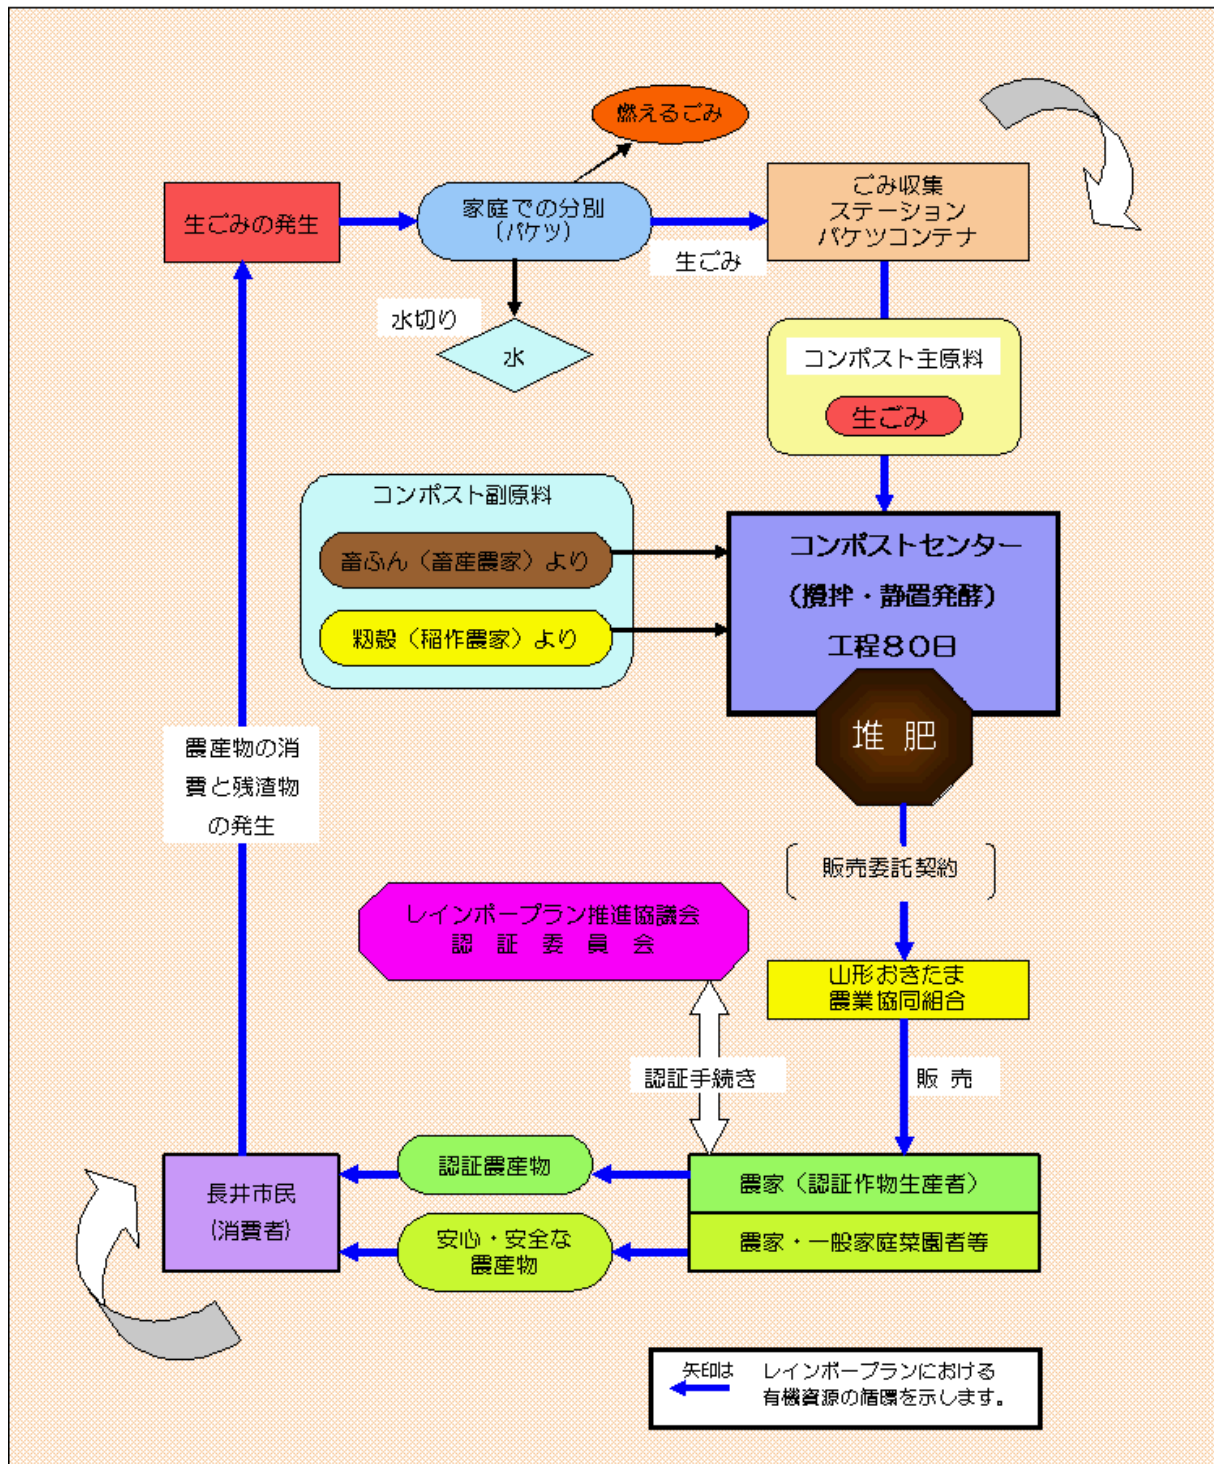 燃えるごみ
生ごみの発生
家庭での分別
(バケツ)
ごみ収集
ステーション
バケツコンテナ
生ごみ
水切り
水
コンポスト主原料
生ごみ
コンポスト副原料
畜ふん（畜産農家）より
籾殻（稲作農家）より
コンポストセンター
(攪拌・静置発酵)
工程８０日
堆 肥
農産物の消
費と残渣物
の発生
販売委託契約
レインボープラン推進協議会
認 証 委 員 会
山形おきたま
農業協同組合
認証手続き
販 売
認証農産物
農家（認証作物生産者）
長井市民
(消費者)
安心・安全な
農産物
農家・一般家庭菜園者等
矢印は
レインボープランにおける
有機資源の循環を示します。